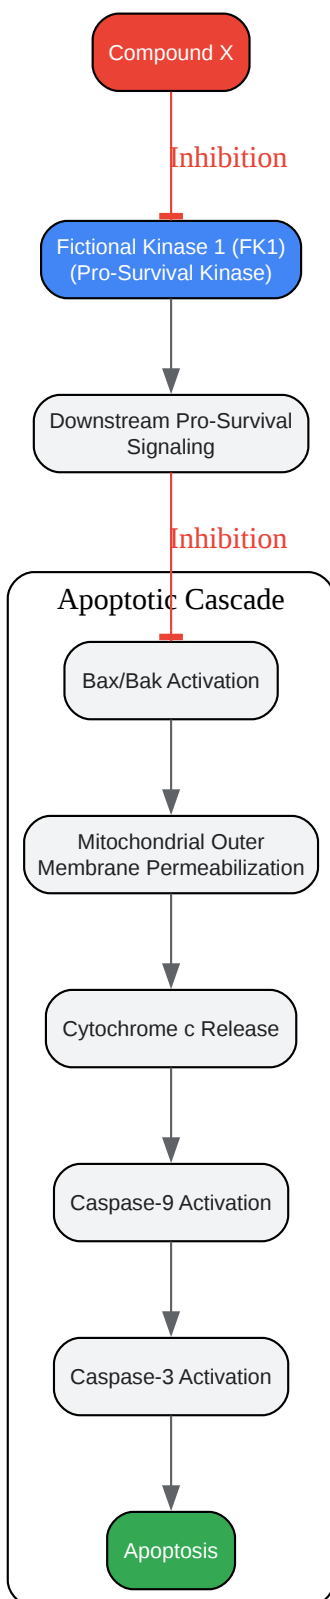 Compound X
Inhibition
Fictional Kinase 1 (FK1)
(Pro-Survival Kinase)
Downstream Pro-Survival
Signaling
Inhibition
Apoptotic Cascade
Bax/Bak Activation
Mitochondrial Outer
Membrane Permeabilization
Cytochrome c Release
Caspase-9 Activation
Caspase-3 Activation
Apoptosis